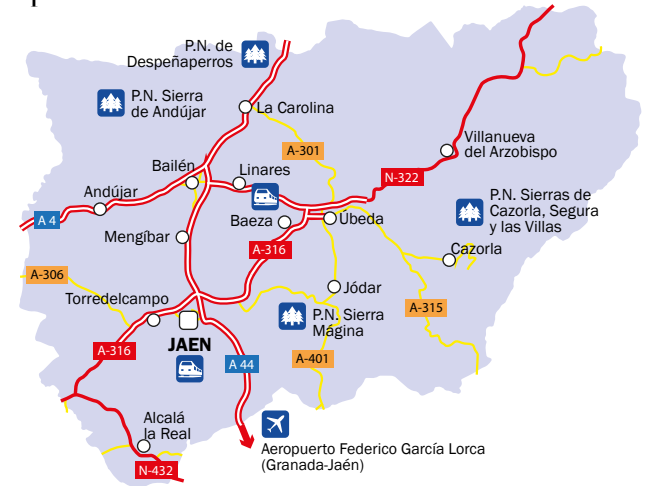 P.N. de
Despeñaperros
P.N. Sierra
de Andújar
La Carolina
A-301
Villanueva
del Arzobispo
Bailén
Linares
N-322
Andújar
P.N. Sierras de
Cazorla, Segura
y las Villas
A 4
Baeza
Úbeda
Mengíbar
A-316
Cazorla
A-306
Torredelcampo
Jódar
A-315
P.N. Sierra
Mágina
JAEN
A-316
A 44
A-401
Alcalá
la Real
Aeropuerto Federico García Lorca
(Granada-Jaén)
N-432